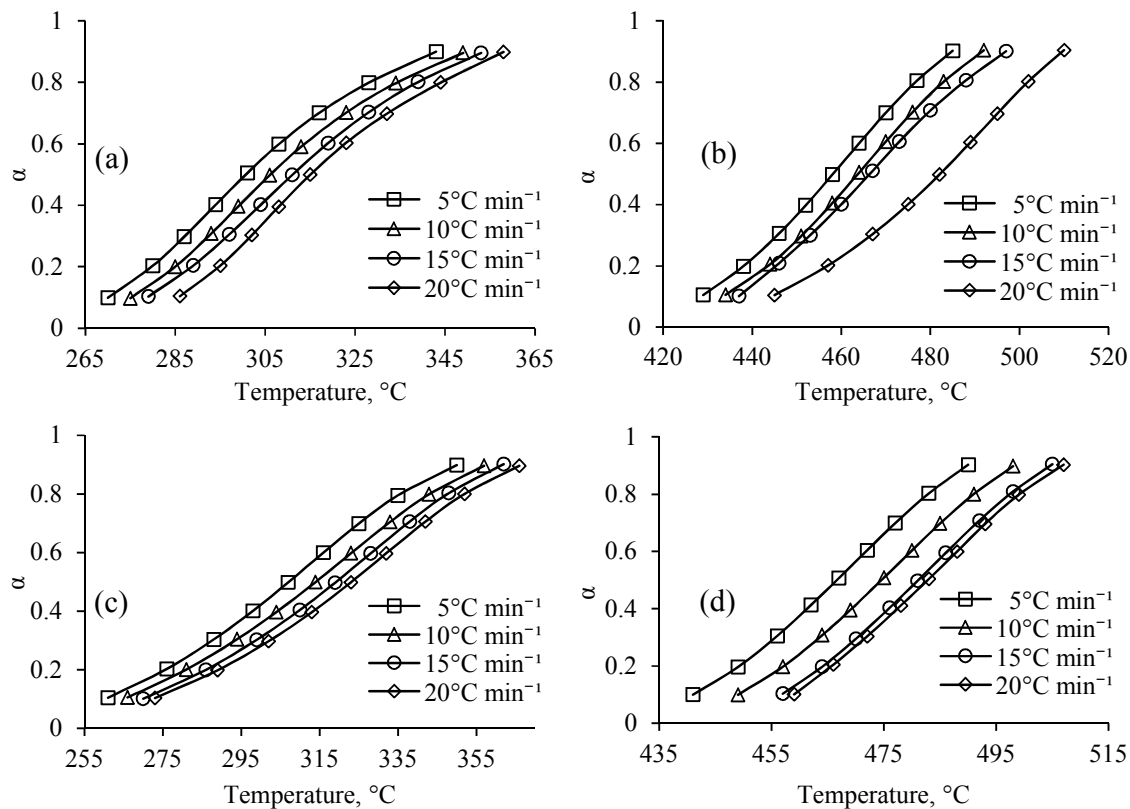 1
0.8
0.6
0.4
0.2
0
α
(a)
5°C min⁻¹
10°C min⁻¹
15°C min⁻¹
20°C min⁻¹
265 285 305 325 345 365
Temperature, °C
1
0.8
0.6
0.4
0.2
0
α
(b)
5°C min⁻¹
10°C min⁻¹
15°C min⁻¹
20°C min⁻¹
420 440 460 480 500 520
Temperature, °C
1
0.8
0.6
0.4
0.2
0
α
(c)
5°C min⁻¹
10°C min⁻¹
15°C min⁻¹
20°C min⁻¹
255 275 295 315 335 355
Temperature, °C
1
0.8
0.6
0.4
0.2
0
α
(d)
5°C min⁻¹
10°C min⁻¹
15°C min⁻¹
20°C min⁻¹
435 455 475 495 515
Temperature, °C